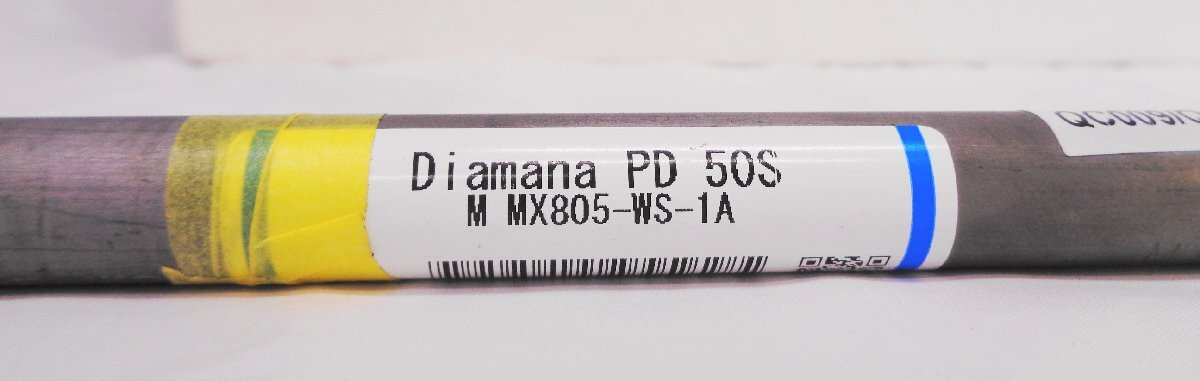 Diamana PD 50S
M MX805-WS-1A